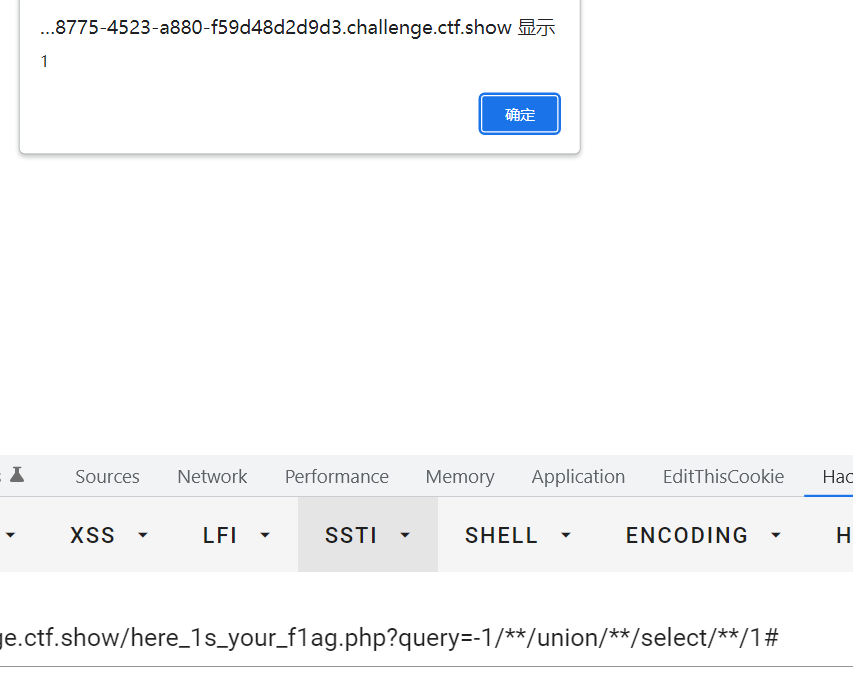 ...8775-4523-a880-f59d48d2d9d3.challenge.ctf.show 显示
1
确定
Sources Network Performance Memory Application EditThisCookie Hac
XSS LFI SSTI SHELL ENCODING H
ge.ctf.show/here_1s_your_f1ag.php?query=-1/**/union/**/select/**/1#